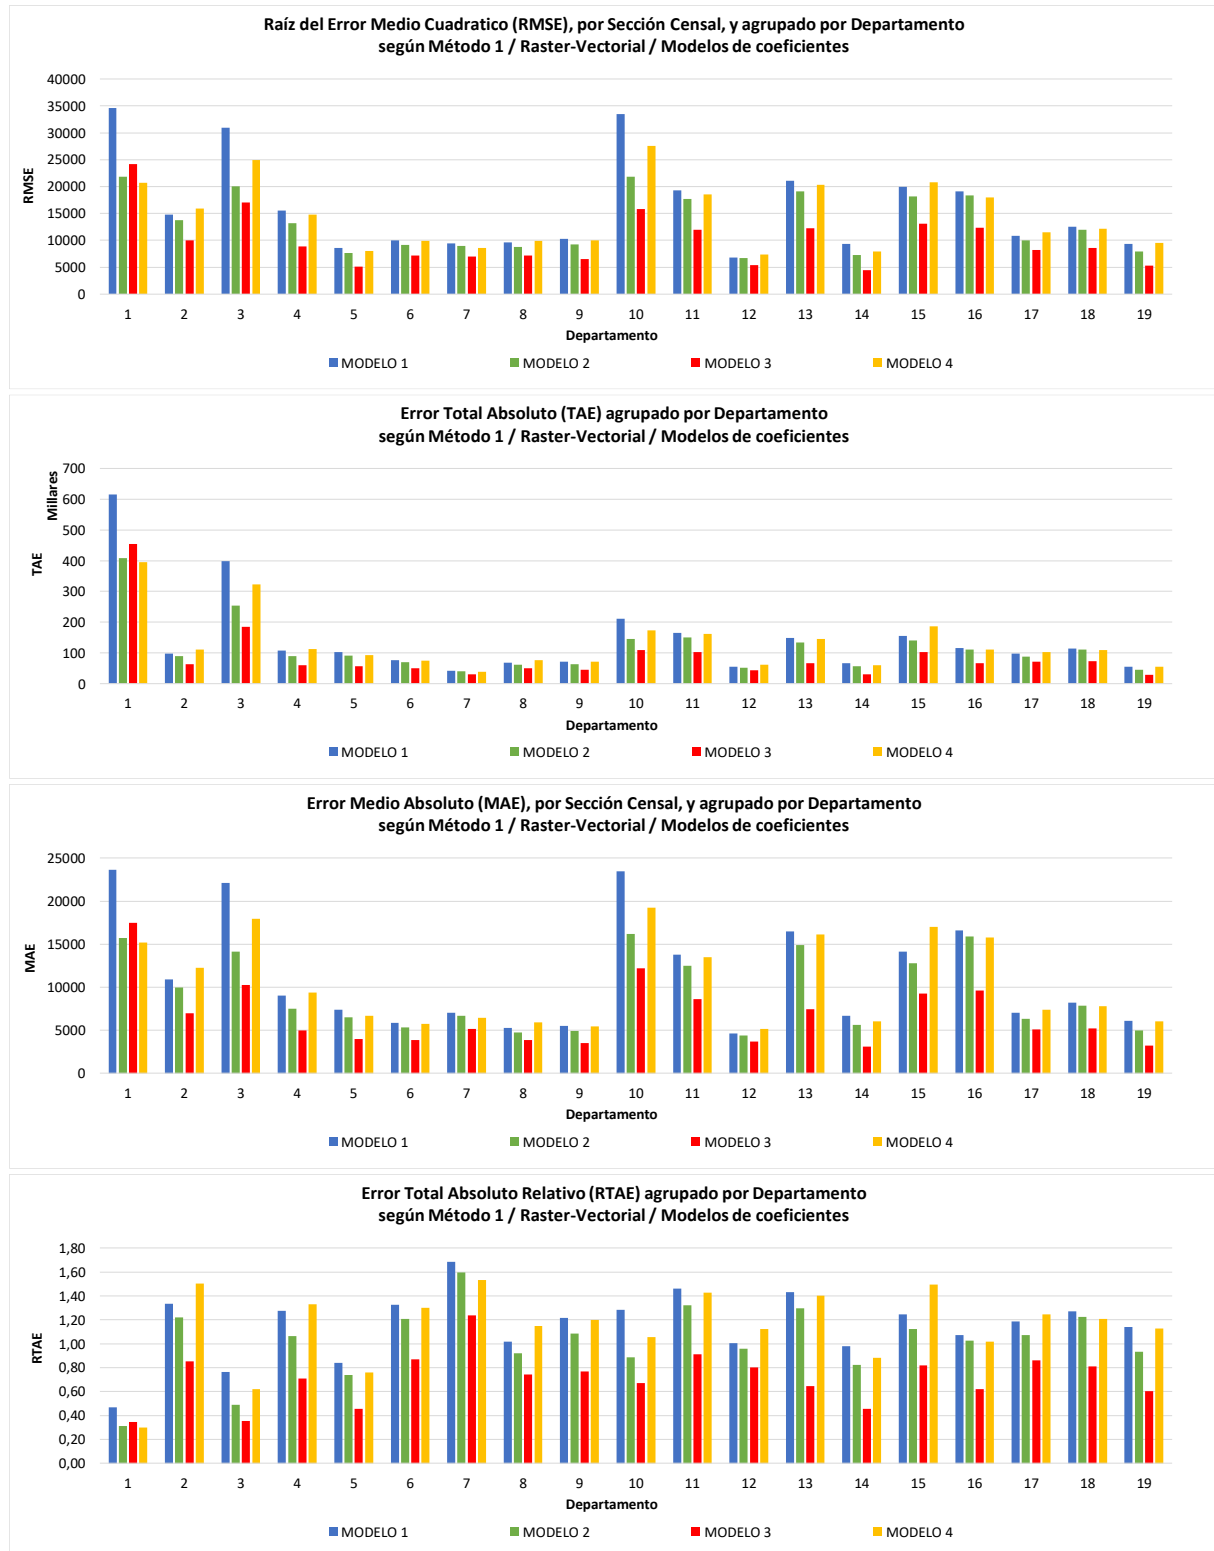 Raíz del Error Medio Cuadratico (RMSE), por Sección Censal, y agrupado por Departamento
según Método 1 / Raster-Vectorial / Modelos de coeficientes
40000
35000
30000
25000
20000
15000
10000
5000
0
RMSE
1 2 3 4 5 6 7 8 9 10 11 12 13 14 15 16 17 18 19
Departamento
MODELO 1 MODELO 2 MODELO 3 MODELO 4
Error Total Absoluto (TAE) agrupado por Departamento
según Método 1 / Raster-Vectorial / Modelos de coeficientes
700
600
500
400
300
200
100
0
Millares
TAE
1 2 3 4 5 6 7 8 9 10 11 12 13 14 15 16 17 18 19
Departamento
MODELO 1 MODELO 2 MODELO 3 MODELO 4
Error Medio Absoluto (MAE), por Sección Censal, y agrupado por Departamento
según Método 1 / Raster-Vectorial / Modelos de coeficientes
25000
20000
15000
10000
5000
0
MAE
1 2 3 4 5 6 7 8 9 10 11 12 13 14 15 16 17 18 19
Departamento
MODELO 1 MODELO 2 MODELO 3 MODELO 4
Error Total Absoluto Relativo (RTAE) agrupado por Departamento
según Método 1 / Raster-Vectorial / Modelos de coeficientes
1,80
1,60
1,40
1,20
1,00
0,80
0,60
0,40
0,20
0,00
RTAE
1 2 3 4 5 6 7 8 9 10 11 12 13 14 15 16 17 18 19
Departamento
MODELO 1 MODELO 2 MODELO 3 MODELO 4